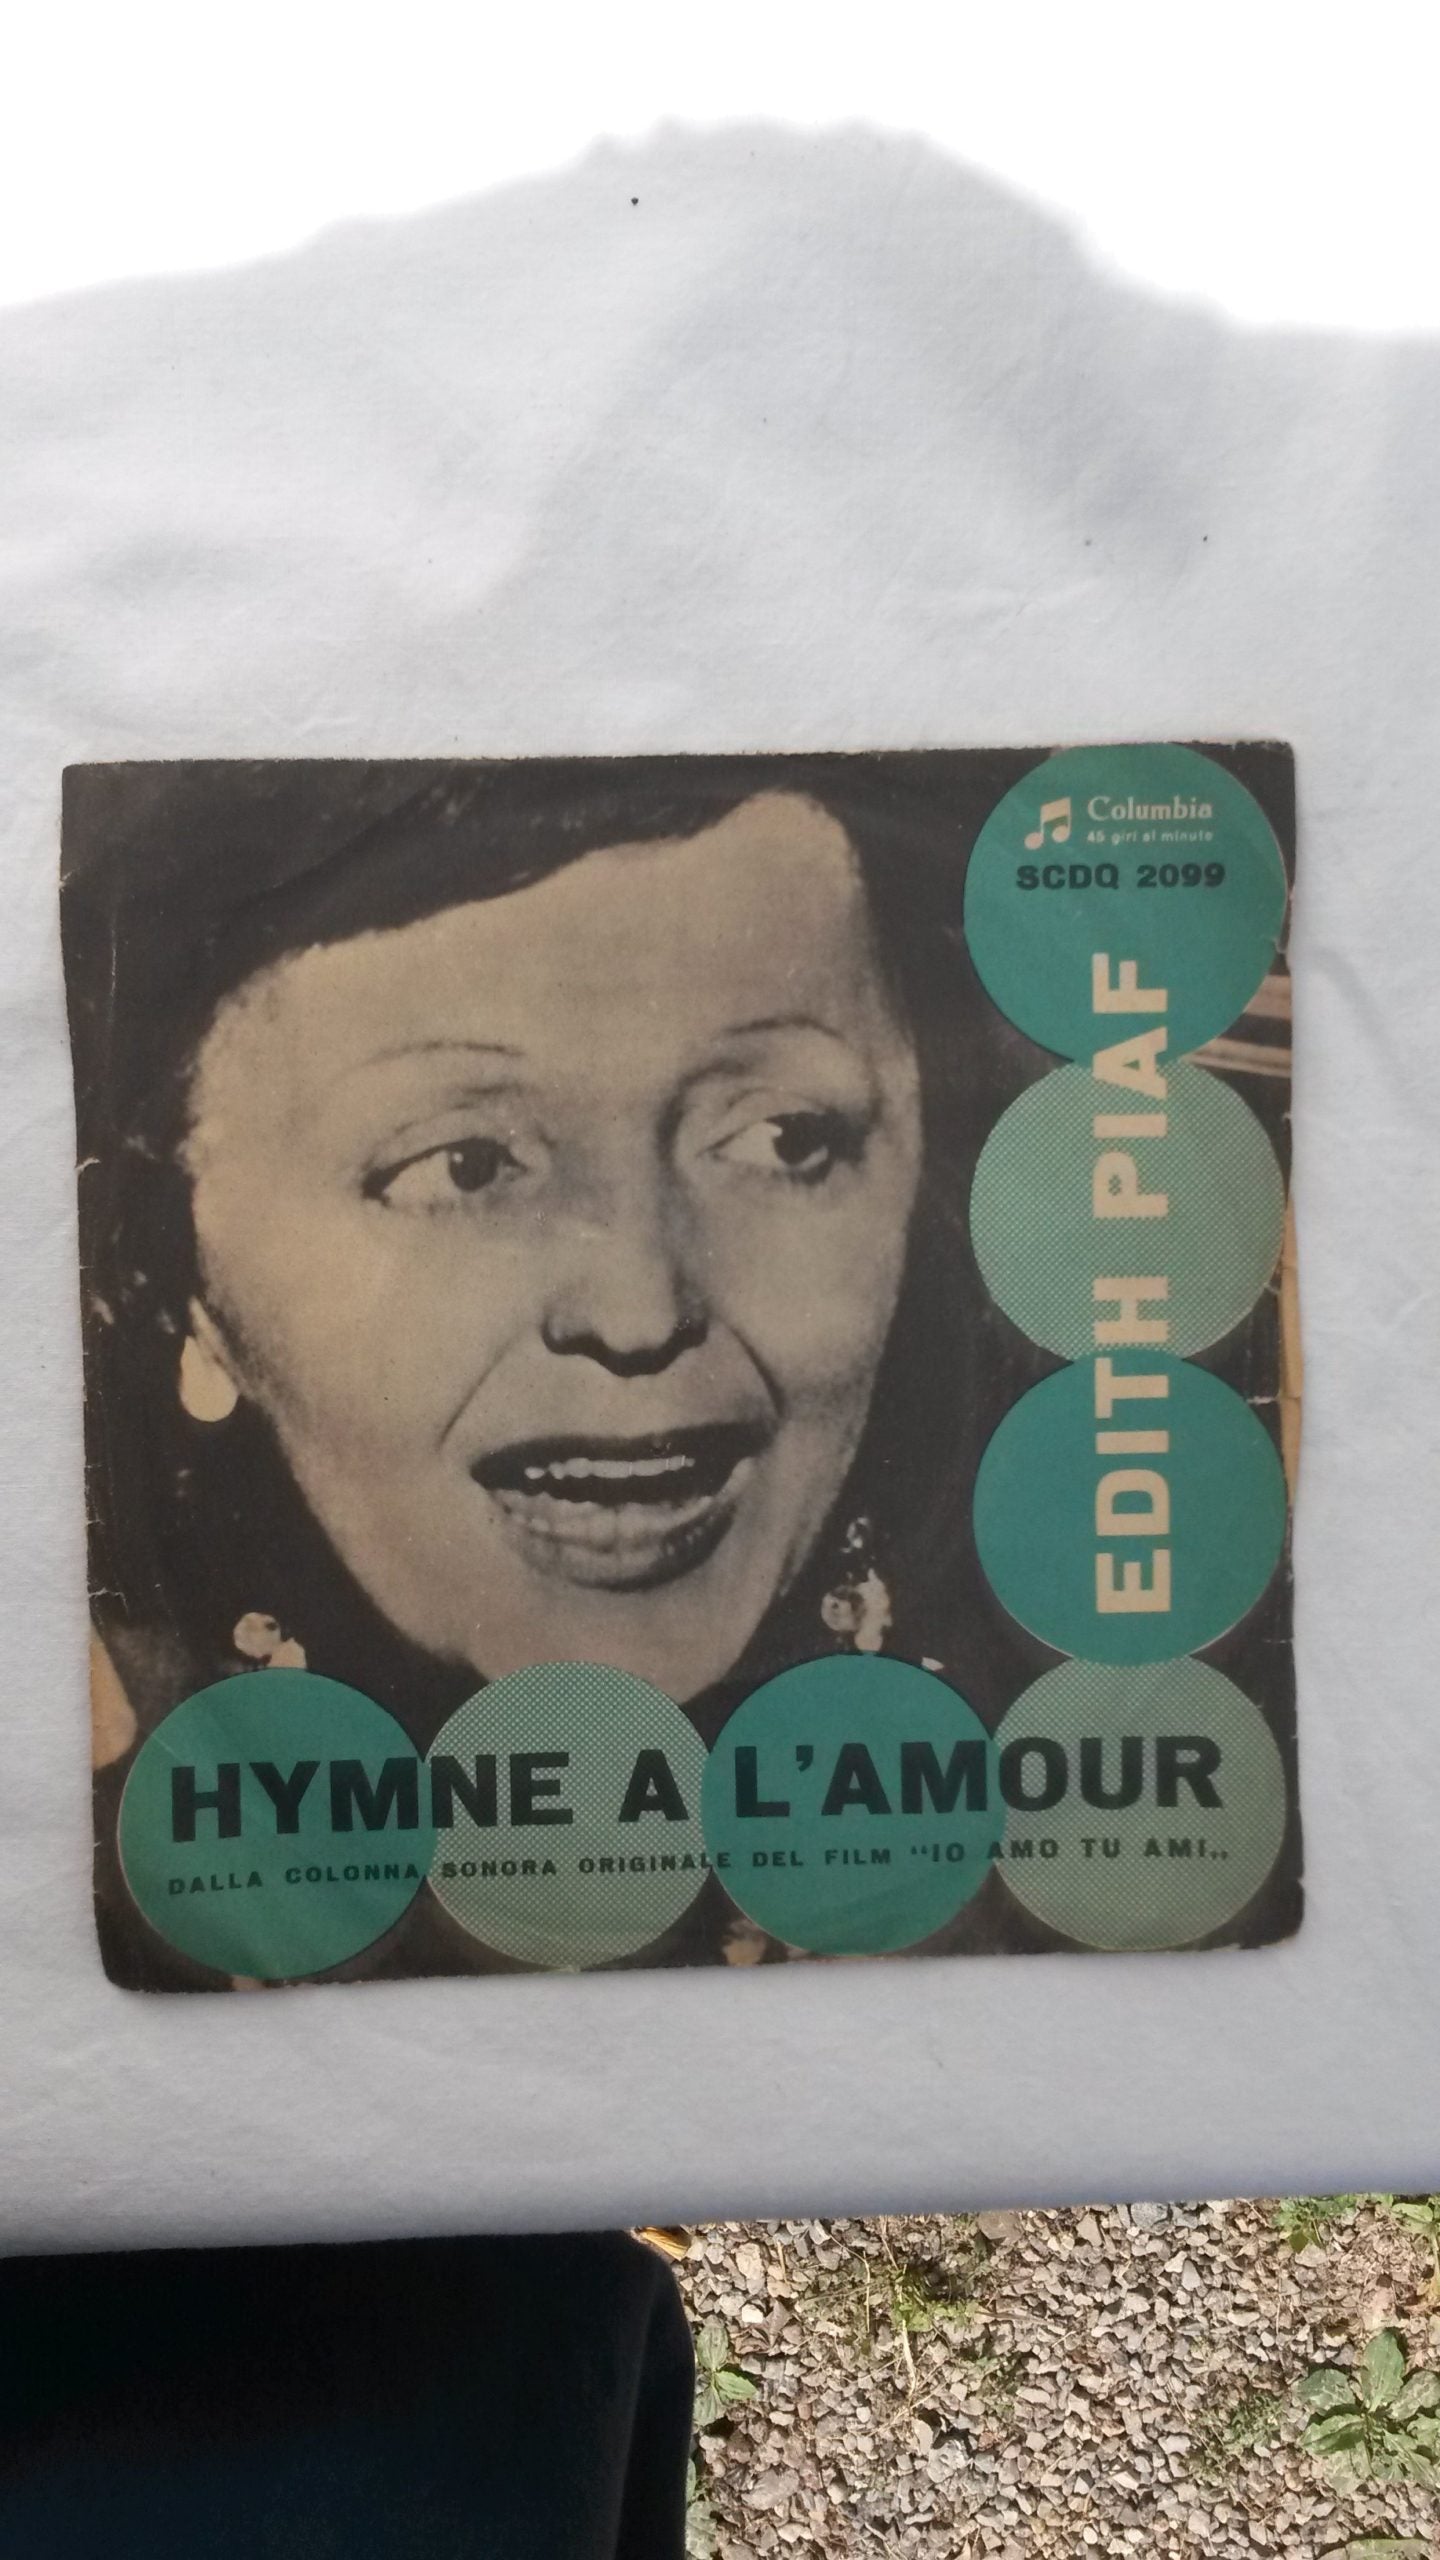 Columbia
45 giri al minuto
SCDQ 2099
EDITH PIAF
HYMNE A L'AMOUR
DALLA COLONNA SONORA ORIGINALE DEL FILM "IO AMO TU AMI„